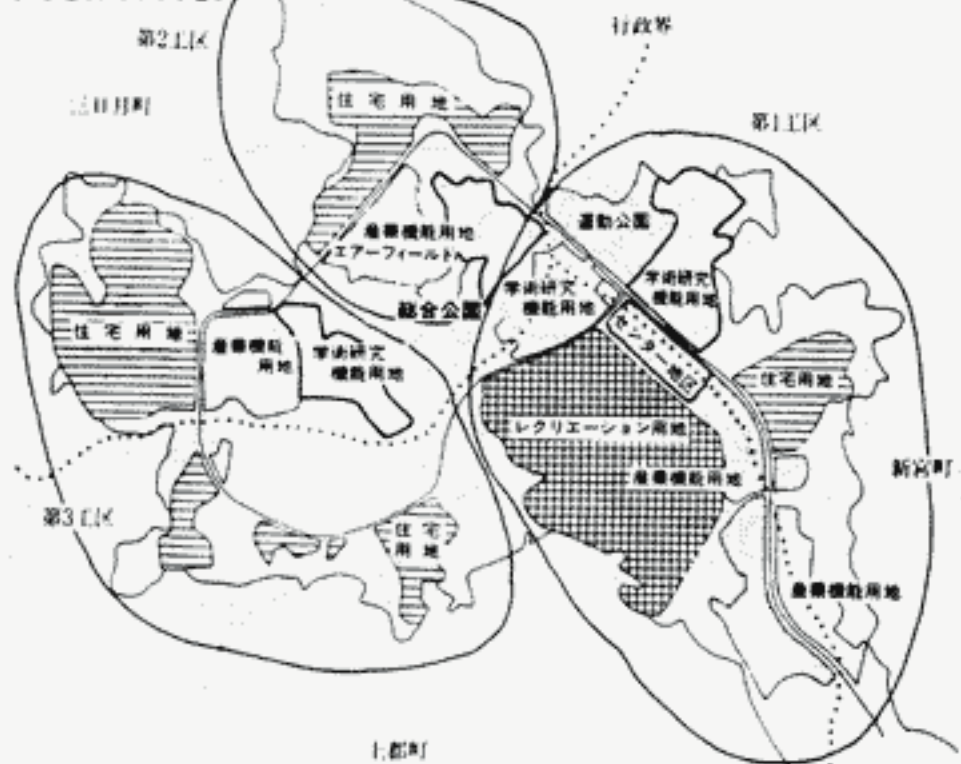 第2工区
行政界
三日月町
第1工区
住宅用地
運動公園
産業機能用地
エアーフィールド
学術研究
機能用地
学術研究
機能用地
総合公園
センター地区
住宅用地
産業機能
用地
学術研究
機能用地
住宅用地
レクリエーション用地
産業機能用地
新宮町
第3工区
住宅
用地
産業機能用地
上郡町